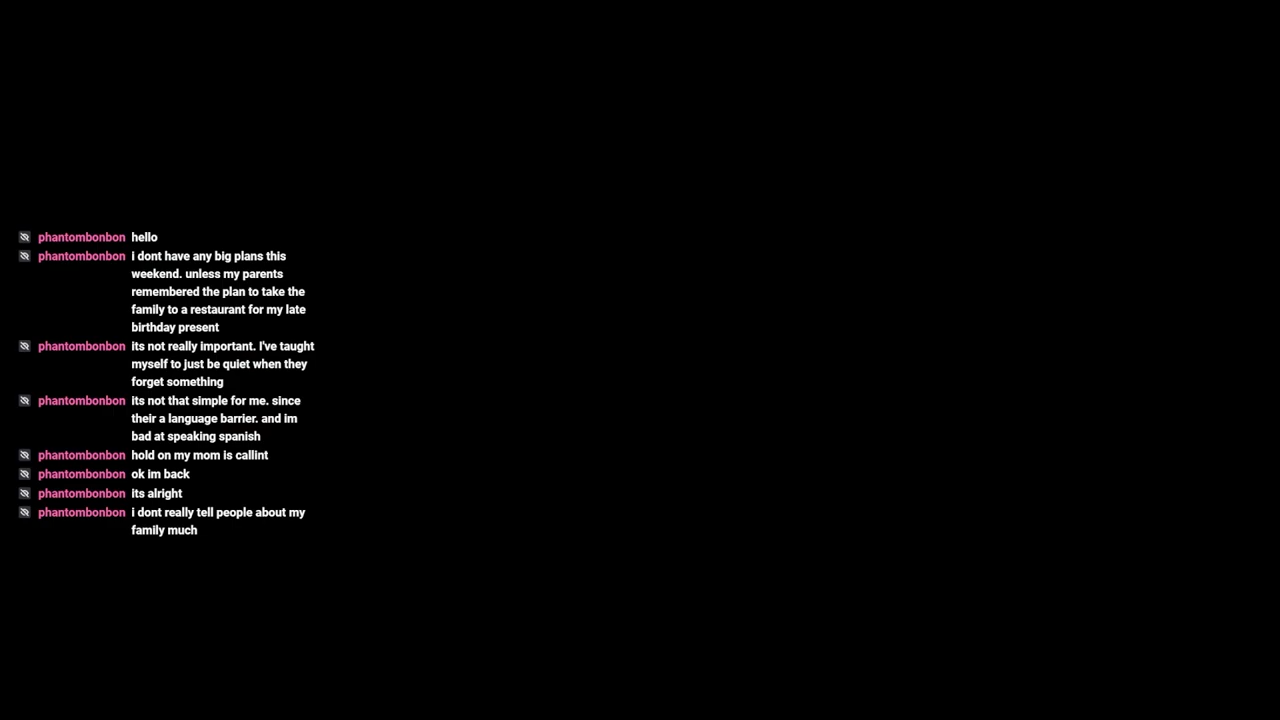 phantombonbon hello
phantombonbon i dont have any big plans this
weekend. unless my parents
remembered the plan to take the
family to a restaurant for my late
birthday present
phantombonbon its not really important. I've taught
myself to just be quiet when they
forget something
phantombonbon its not that simple for me. since
their a language barrier. and im
bad at speaking spanish
phantombonbon hold on my mom is callint
phantombonbon ok im back
phantombonbon its alright
phantombonbon i dont really tell people about my
family much